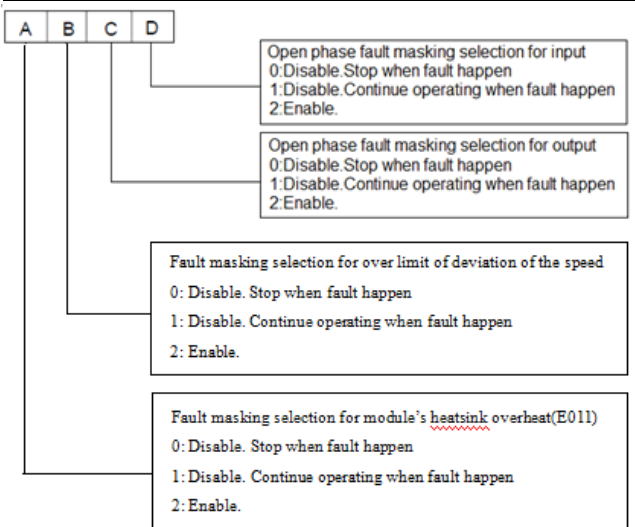 A B C D
Open phase fault masking selection for input
0:Disable.Stop when fault happen
1:Disable.Continue operating when fault happen
2:Enable.
Open phase fault masking selection for output
0:Disable.Stop when fault happen
1:Disable.Continue operating when fault happen
2:Enable.
Fault masking selection for over limit of deviation of the speed
0: Disable. Stop when fault happen
1: Disable. Continue operating when fault happen
2: Enable.
Fault masking selection for module’s heatsink overheat(E011)
0: Disable. Stop when fault happen
1: Disable. Continue operating when fault happen
2: Enable.